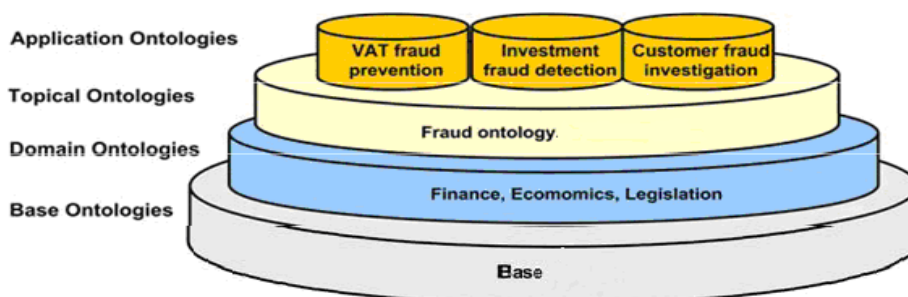 Application Ontologies
VAT fraud
prevention
Investment
fraud detection
Customer fraud
investigation
Topical Ontologies
Fraud ontology.
Domain Ontologies
Finance, Ecomomics, Legislation
Base Ontologies
Base